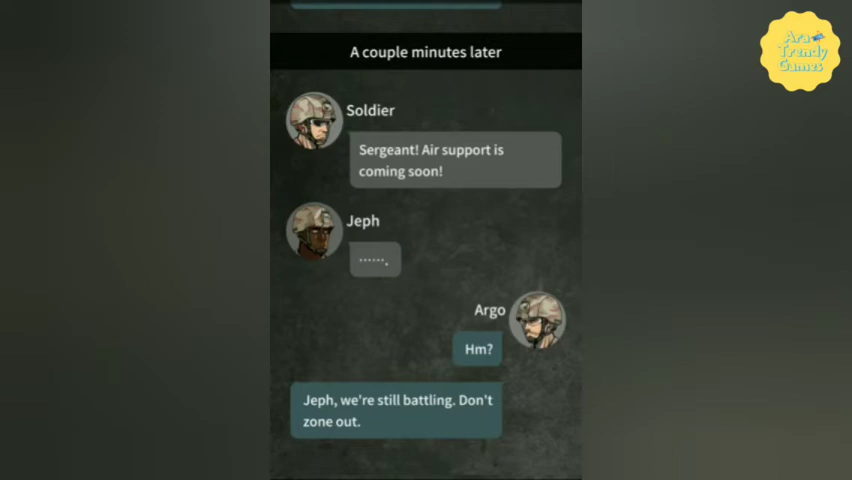 A couple minutes later
Soldier
Sergeant! Air support is
coming soon!
Jeph
.......
Argo
Hm?
Jeph, we're still battling. Don't
zone out.
Ara
Trendy
Games